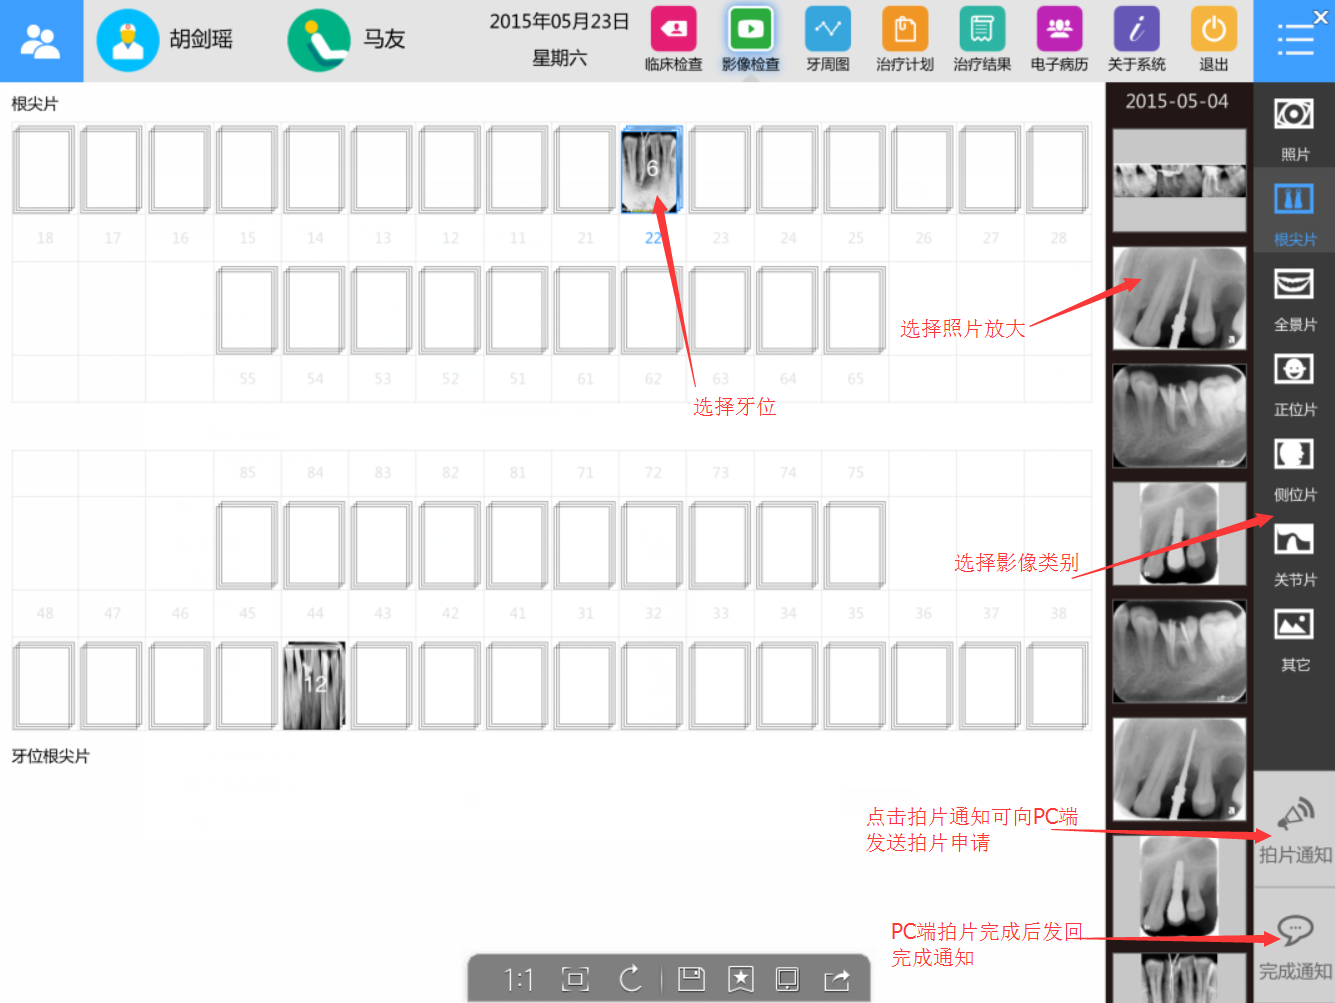 胡剑瑶
马友
2015年05月23日
星期六
临床检查
影像检查
牙周图
治疗计划
治疗结果
电子病历
关于系统
退出
根尖片
6
18 17 16 15 14 13 12 11 21 22 23 24 25 26 27 28
55 54 53 52 51 61 62 63 64 65
选择牙位
85 84 83 82 81 71 72 73 74 75
48 47 46 45 44 43 42 41 31 32 33 34 35 36 37 38
12
牙位根尖片
选择照片放大
选择影像类别
点击拍片通知可向PC端
发送拍片申请
PC端拍片完成后发回
完成通知
1:1
2015-05-04
a
a
照片
根尖片
全景片
正位片
侧位片
关节片
其它
拍片通知
完成通知